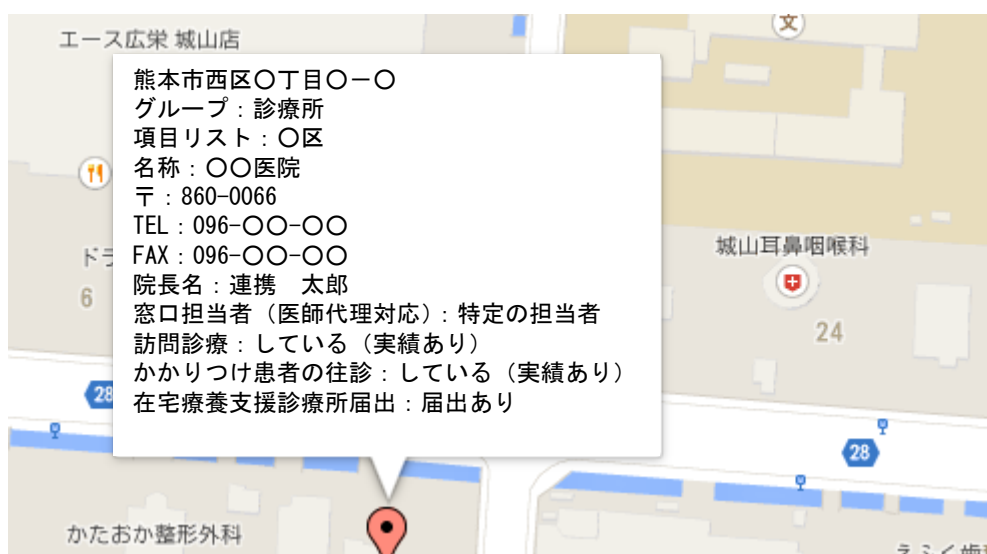 エース広栄 城山店
文
熊本市西区〇丁目〇ー〇
グループ：診療所
項目リスト：〇区
名称：〇〇医院
〒：860-0066
TEL：096-〇〇-〇〇
FAX：096-〇〇-〇〇
院長名：連携　太郎
窓口担当者（医師代理対応）：特定の担当者
訪問診療：している（実績あり）
かかりつけ患者の往診：している（実績あり）
在宅療養支援診療所届出：届出あり
ドラ
6
城山耳鼻咽喉科
24
28
28
かたおか整形外科